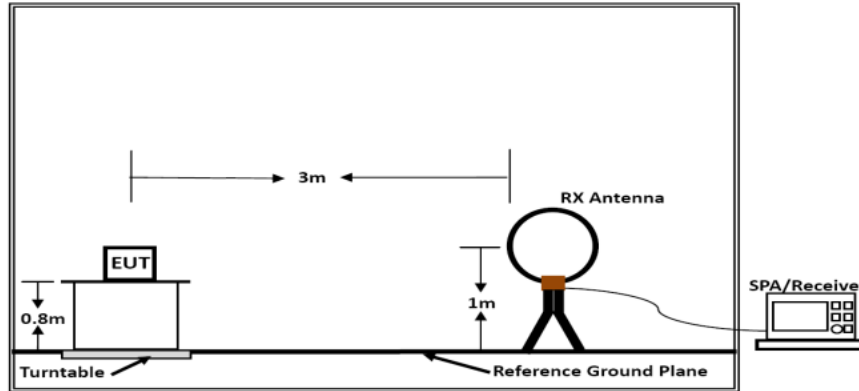 3m
RX Antenna
EUT
SPA/Receive
1m
0.8m
Turntable
Reference Ground Plane